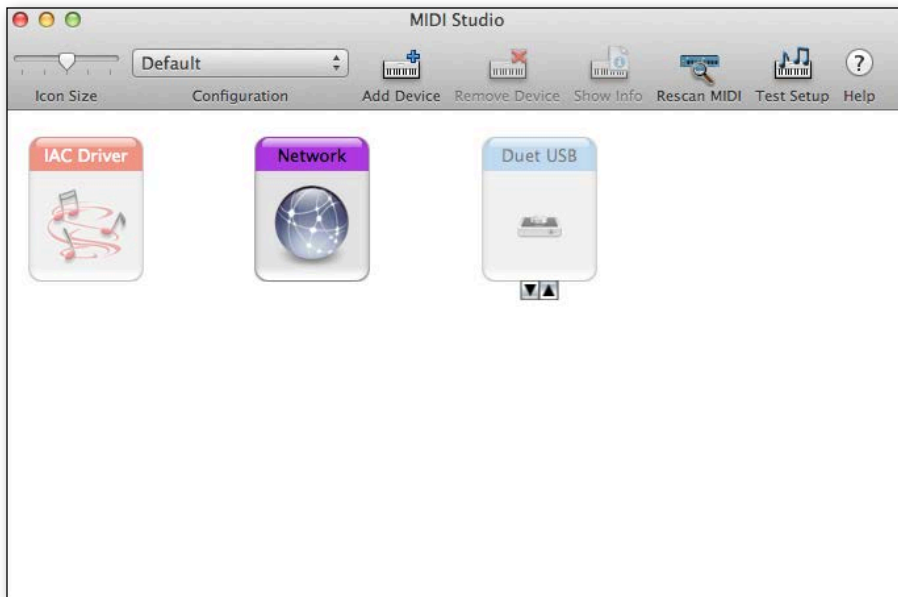 MIDI Studio
Default
Icon Size Configuration Add Device Remove Device Show Info Rescan MIDI Test Setup Help
IAC Driver Network Duet USB